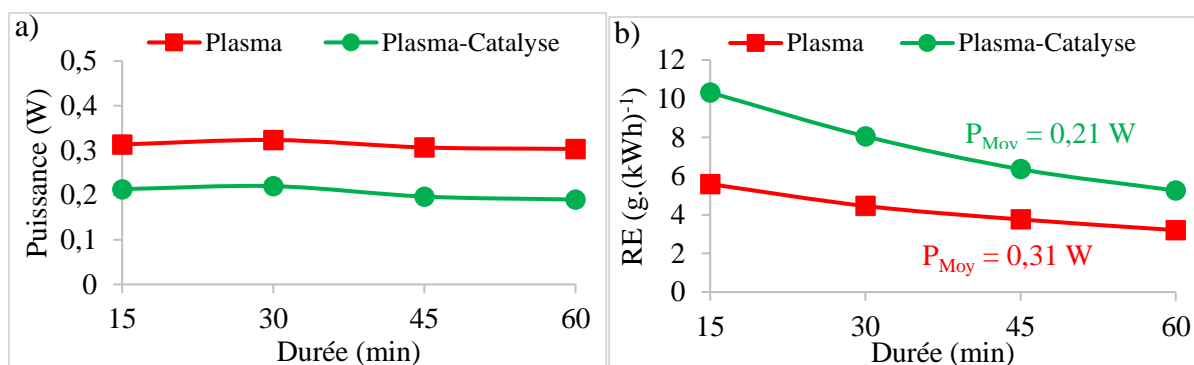 a)
Plasma
Plasma-Catalyse
0,5
0,4
0,3
0,2
0,1
0
Puissance (W)
15
30
45
60
Durée (min)
b)
Plasma
Plasma-Catalyse
12
10
8
6
4
2
0
RE (g.(kWh)⁻¹
P_Moy = 0,21 W
P_Moy = 0,31 W
15
30
45
60
Durée (min)